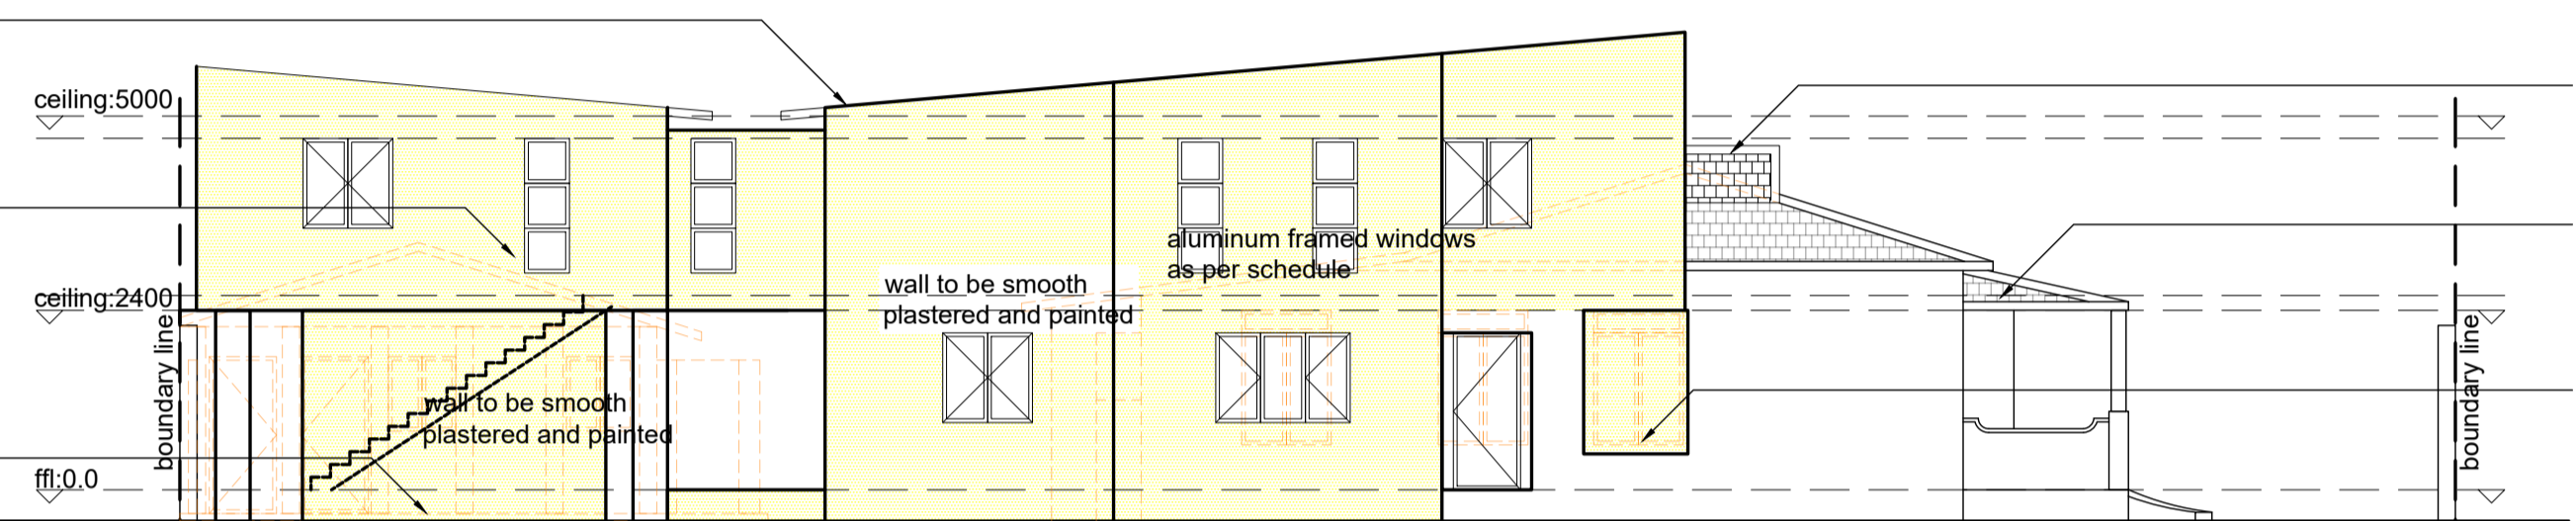 ceiling:5000
aluminum framed windows
as per schedule
wall to be smooth
plastered and painted
ceiling:2400
boundary line
wall to be smooth
plastered and painted
ffl:0.0
boundary line